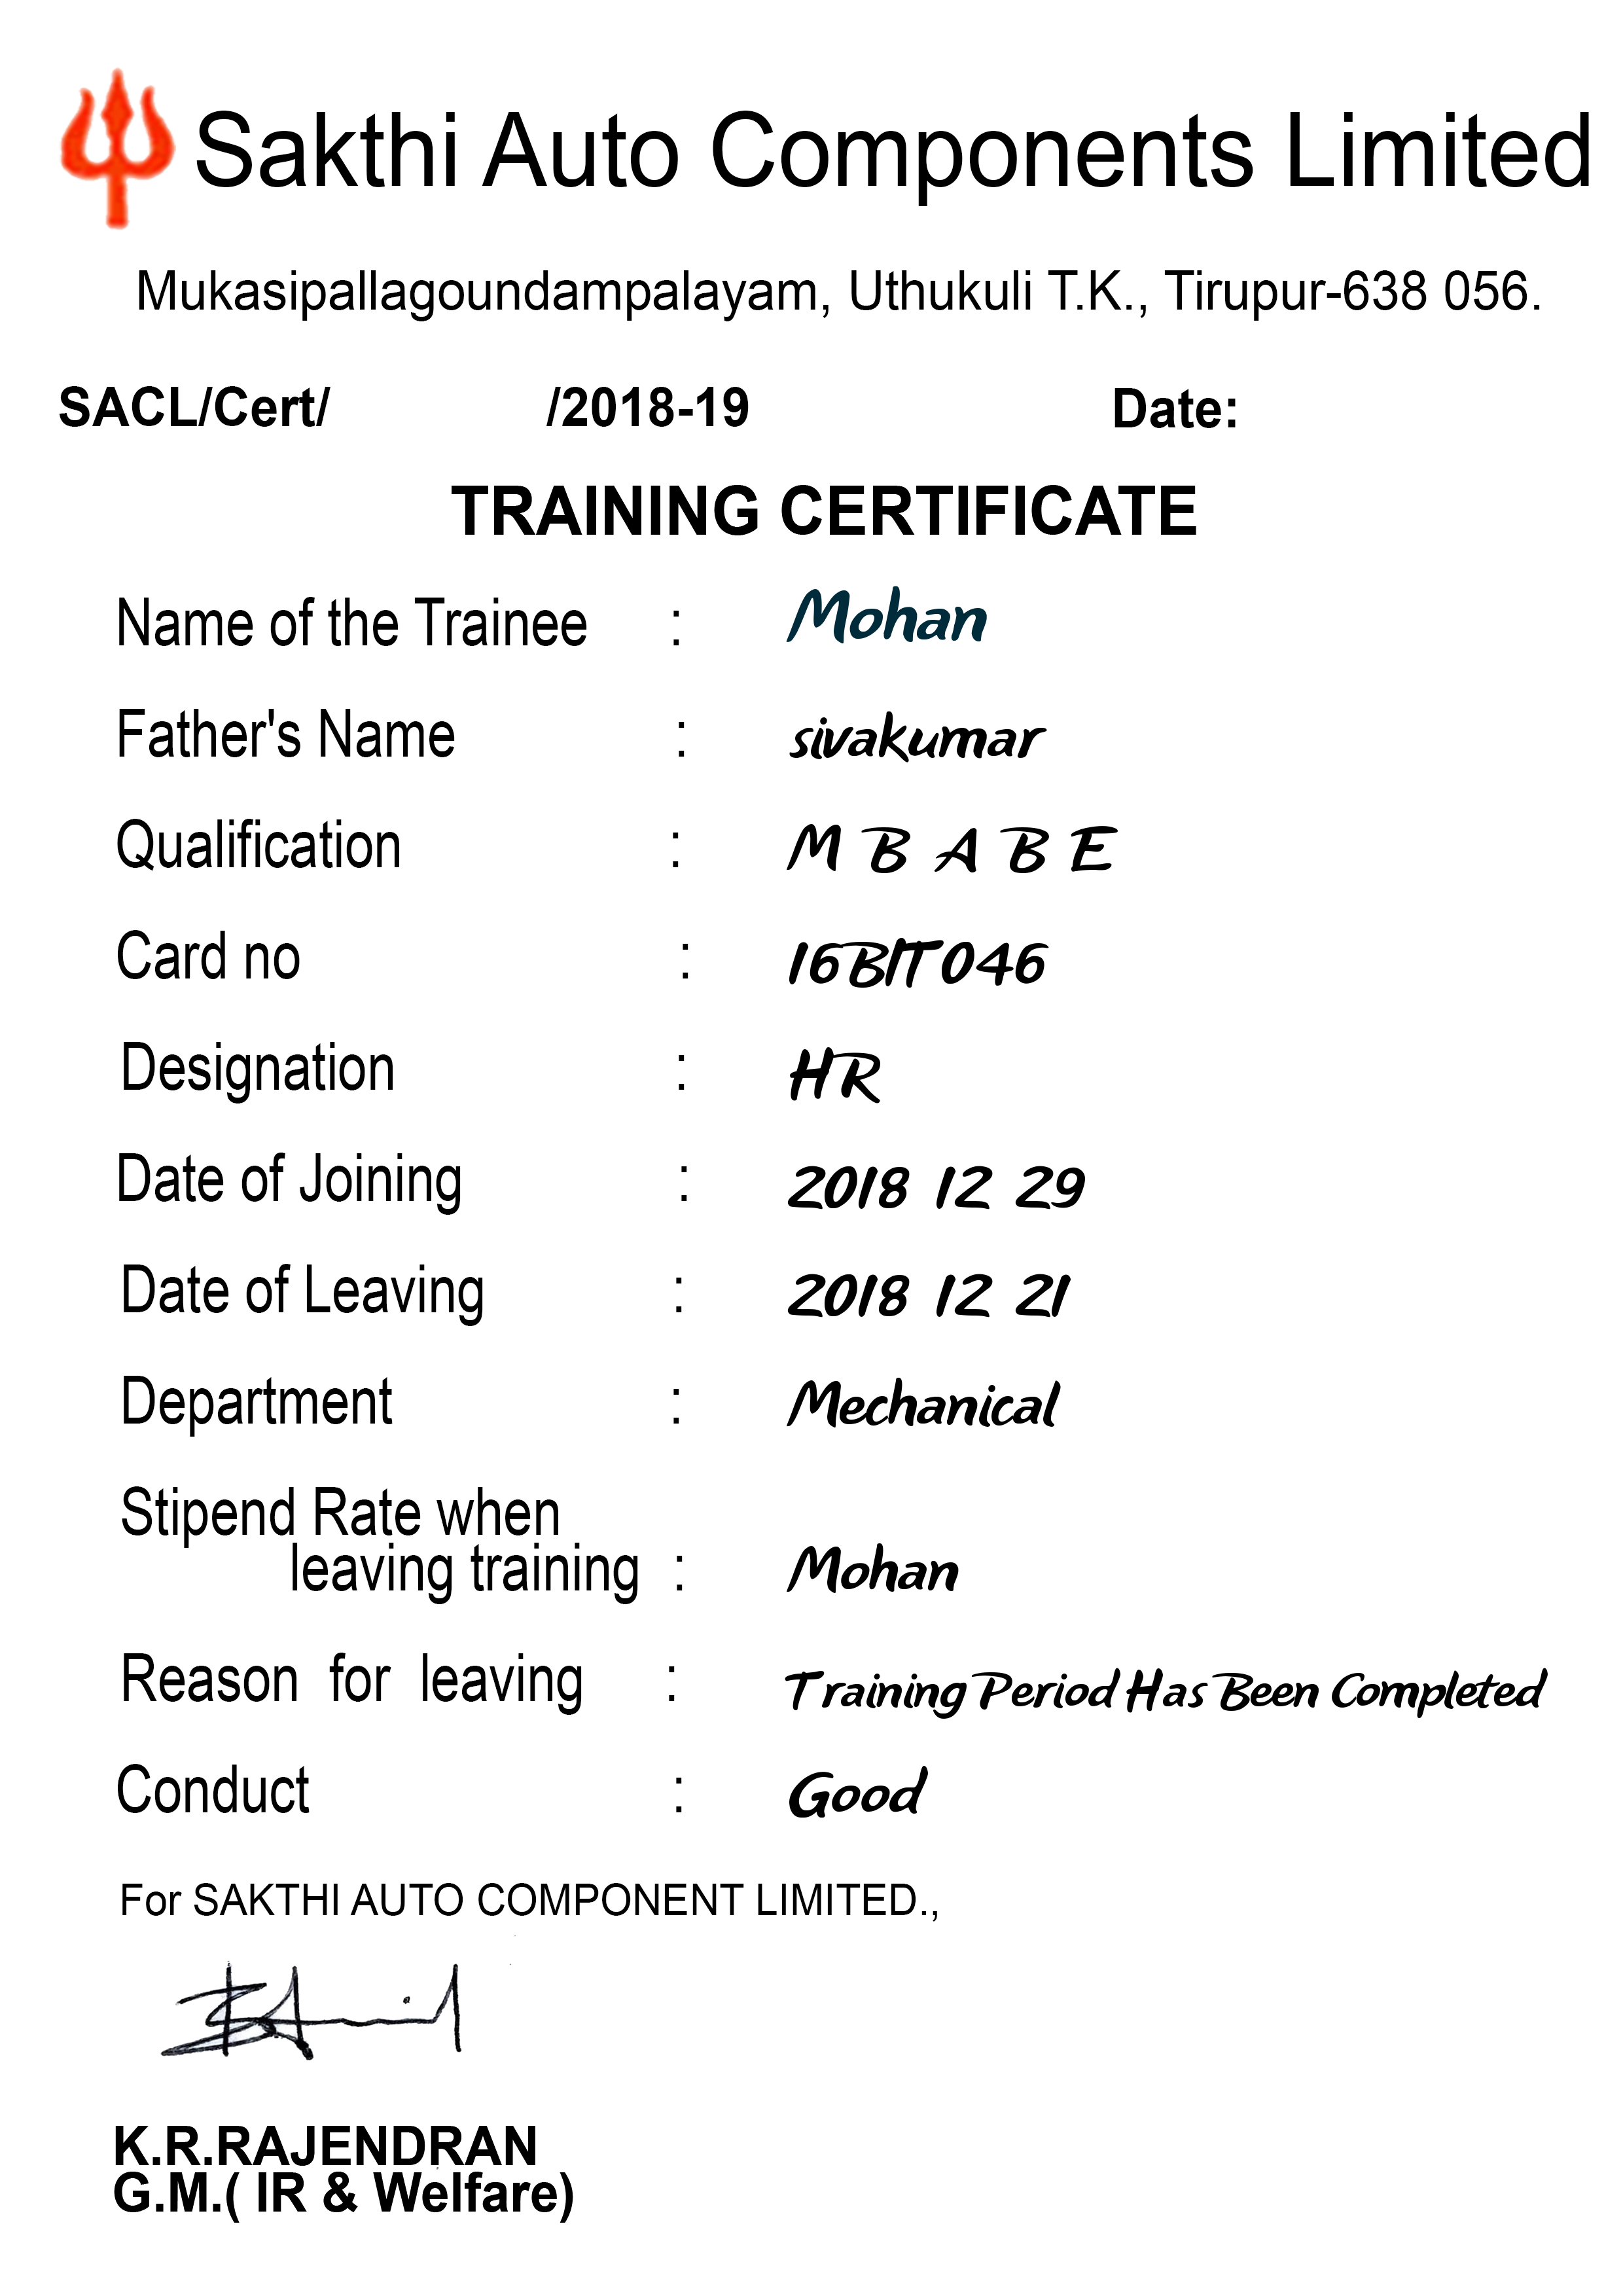 Sakthi Auto Components Limited
Mukasipallagoundampalayam, Uthukuli T.K., Tirupur-638 056.
SACL/Cert/ /2018-19 Date:
TRAINING CERTIFICATE
Name of the Trainee : Mohan
Father's Name : sivakumar
Qualification : M B A B E
Card no : 16BIT046
Designation : HR
Date of Joining : 2018 12 29
Date of Leaving : 2018 12 21
Department : Mechanical
Stipend Rate when
leaving training : Mohan
Reason for leaving : Training Period Has Been Completed
Conduct : Good
For SAKTHI AUTO COMPONENT LIMITED.,
K.R.RAJENDRAN
G.M.( IR & Welfare)